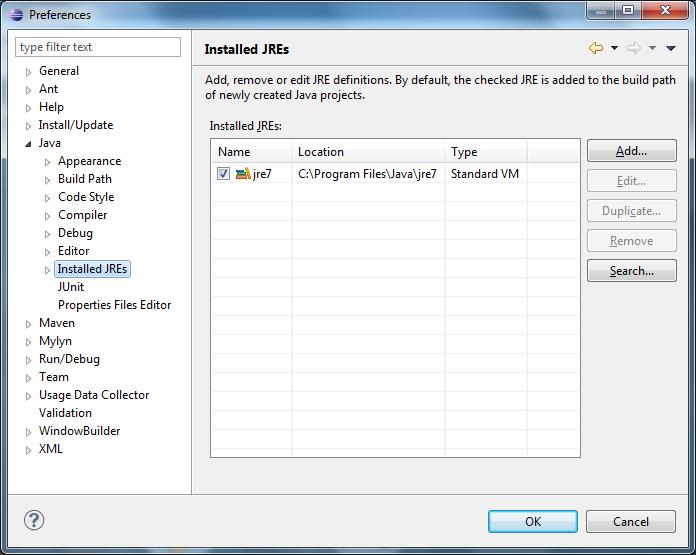 Preferences
type filter text
General
Ant
Help
Install/Update
Java
Appearance
Build Path
Code Style
Compiler
Debug
Editor
Installed JREs
JUnit
Properties Files Editor
Maven
Mylyn
Run/Debug
Team
Usage Data Collector
Validation
WindowBuilder
XML
Installed JREs
Add, remove or edit JRE definitions. By default, the checked JRE is added to the build path
of newly created Java projects.
Installed JREs:
Name Location Type
jre7 C:\Program Files\Java\jre7 Standard VM
Add...
Edit...
Duplicate...
Remove
Search...
?
OK Cancel